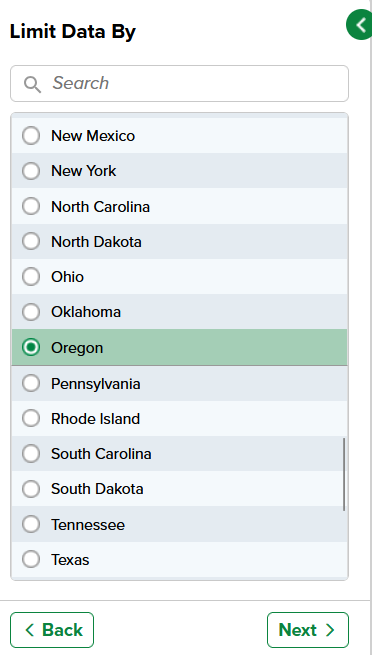 Limit Data By
Search
New Mexico
New York
North Carolina
North Dakota
Ohio
Oklahoma
Oregon
Pennsylvania
Rhode Island
South Carolina
South Dakota
Tennessee
Texas
Back
Next